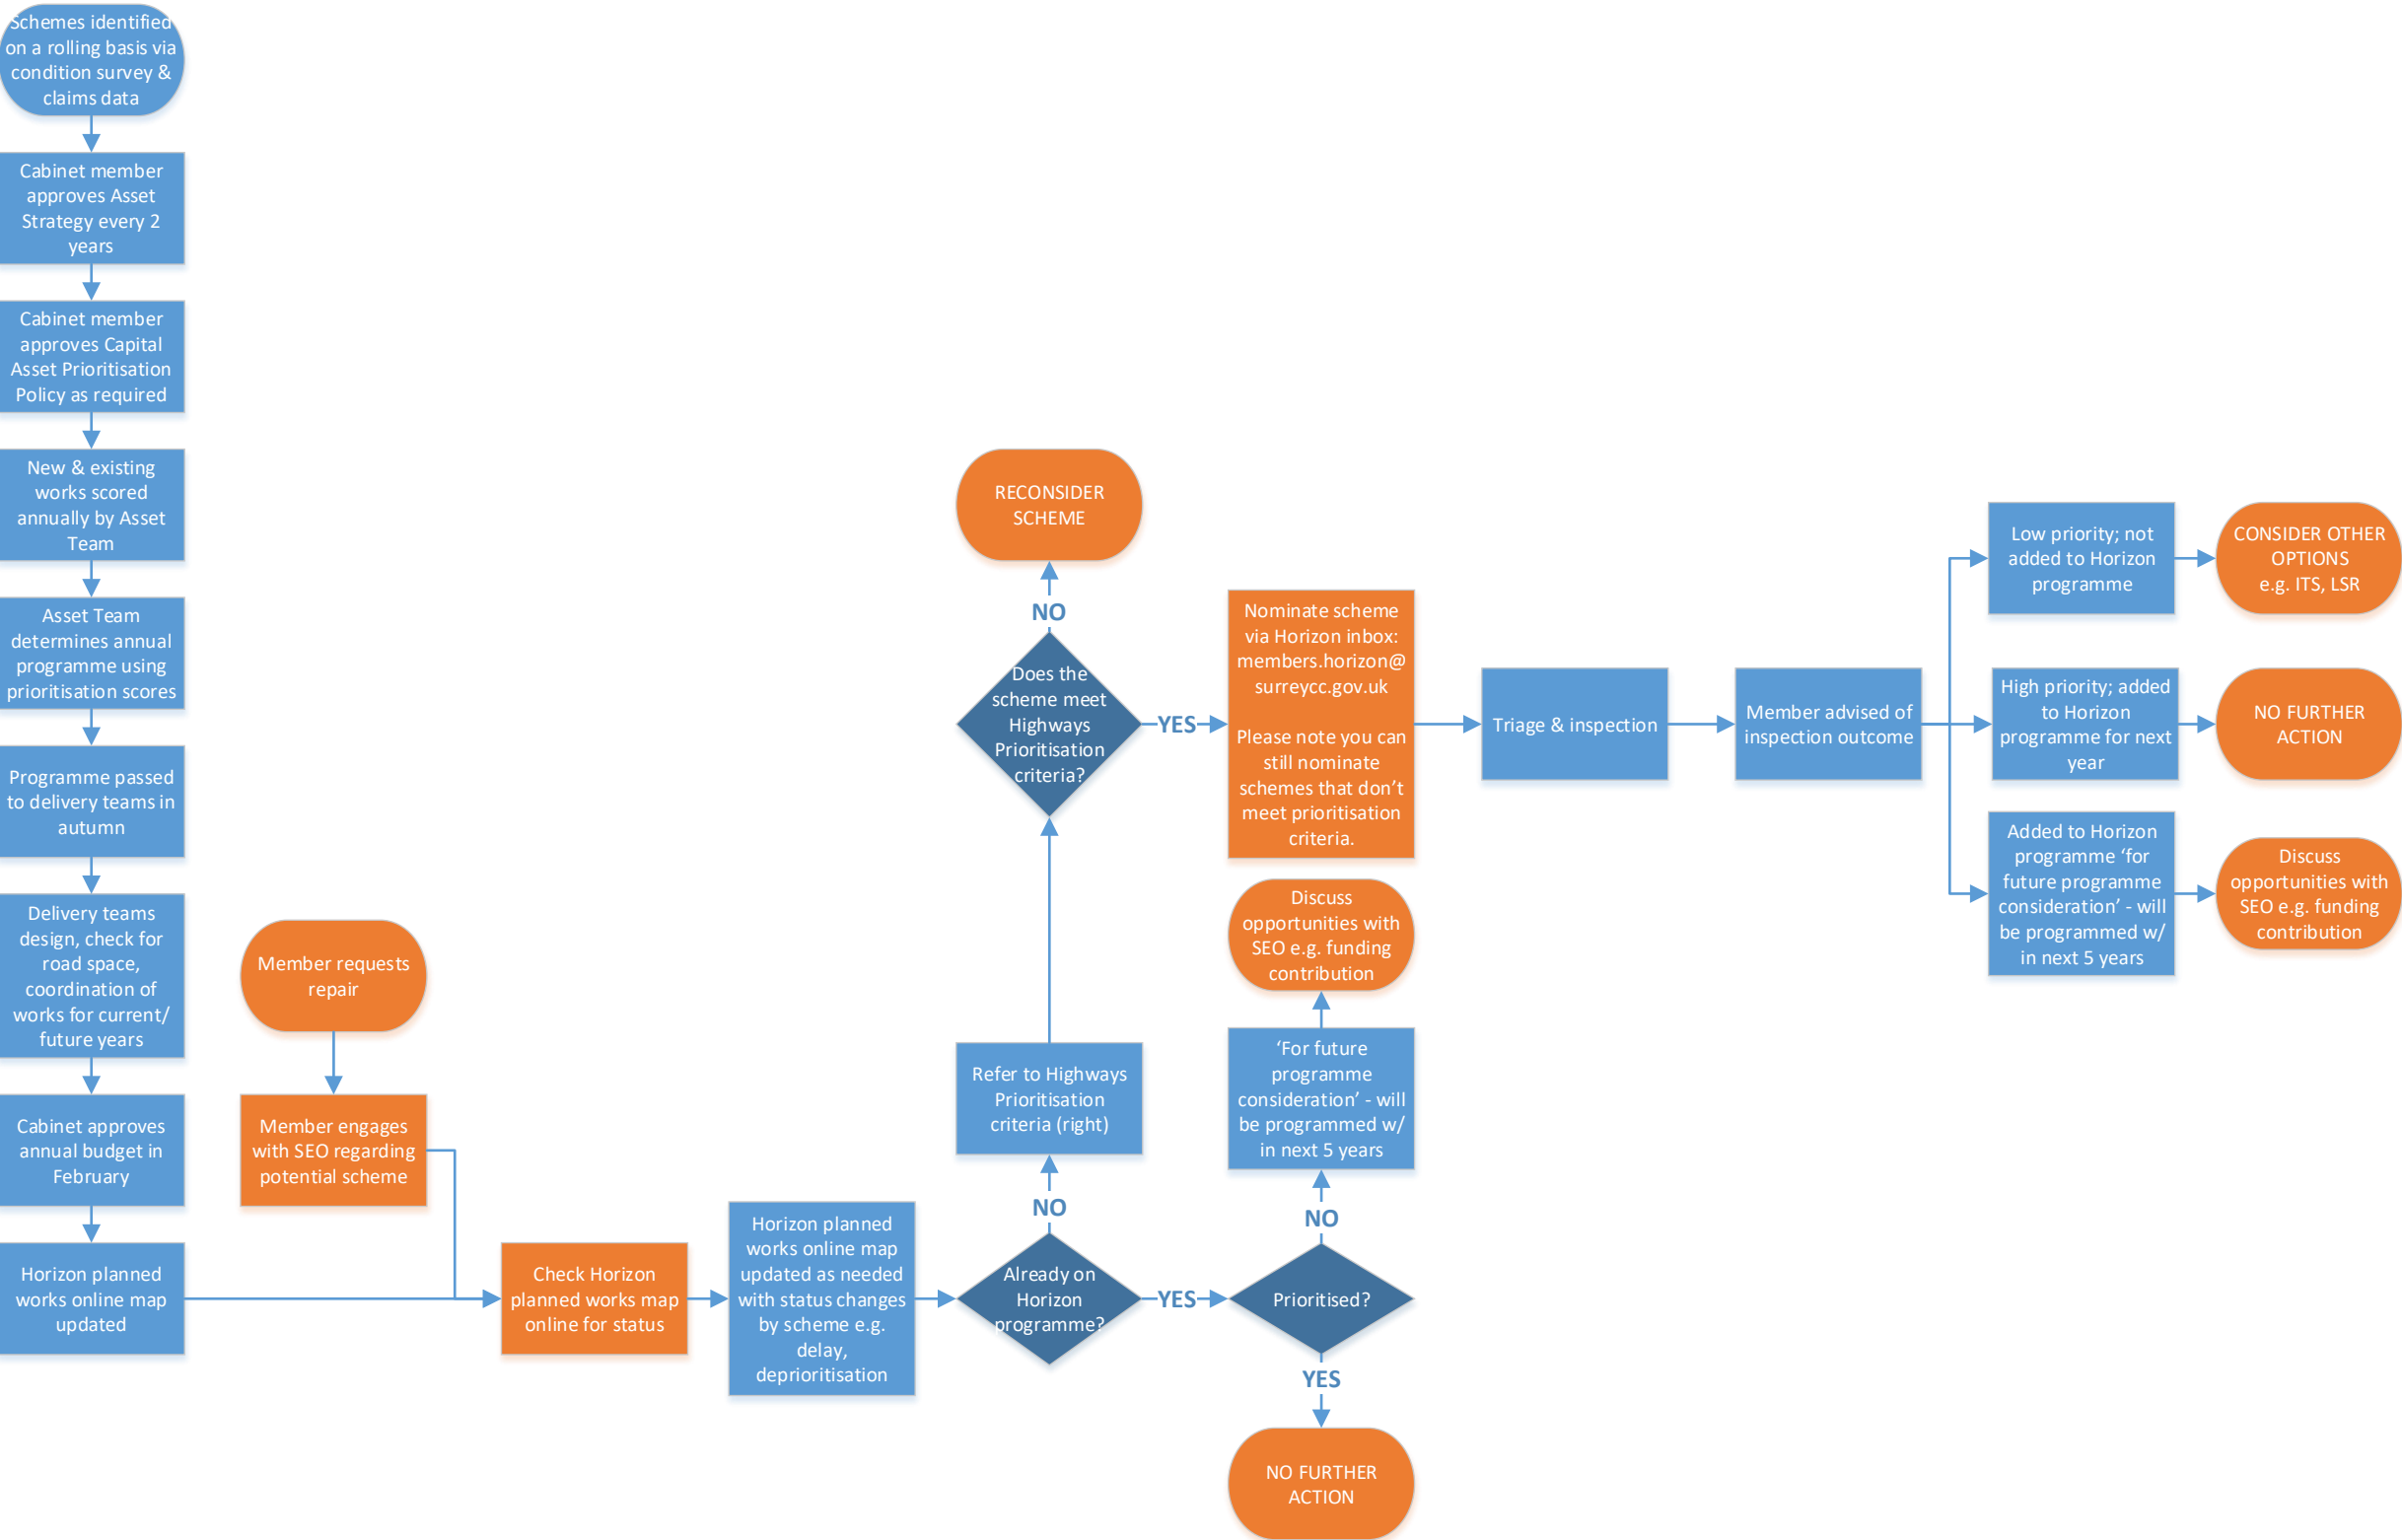 Schemes identified
on a rolling basis via
condition survey &
claims data
Cabinet member
approves Asset
Strategy every 2
years
Cabinet member
approves Capital
Asset Prioritisation
Policy as required
New & existing
works scored
annually by Asset
Team
Asset Team
determines annual
programme using
prioritisation scores
Programme passed
to delivery teams in
autumn
Delivery teams
design, check for
road space,
coordination of
works for current/
future years
Cabinet approves
annual budget in
February
Horizon planned
works online map
updated
Member requests
repair
Member engages
with SEO regarding
potential scheme
Check Horizon
planned works map
online for status
Horizon planned
works online map
updated as needed
with status changes
by scheme e.g.
delay,
deprioritisation
Already on
Horizon
programme?
NO
Refer to Highways
Prioritisation
criteria (right)
Does the
scheme meet
Highways
Prioritisation
criteria?
NO
RECONSIDER
SCHEME
YES
Nominate scheme
via Horizon inbox:
members.horizon@
surreycc.gov.uk
Please note you can
still nominate
schemes that don't
meet prioritisation
criteria.
YES
Prioritised?
NO
‘For future
programme
consideration’ - will
be programmed w/
in next 5 years
Discuss
opportunities with
SEO e.g. funding
contribution
YES
NO FURTHER
ACTION
Triage & inspection
Member advised of
inspection outcome
Low priority; not
added to Horizon
programme
CONSIDER OTHER
OPTIONS
e.g. ITS, LSR
High priority; added
to Horizon
programme for next
year
NO FURTHER
ACTION
Added to Horizon
programme ‘for
future programme
consideration’ - will
be programmed w/
in next 5 years
Discuss
opportunities with
SEO e.g. funding
contribution